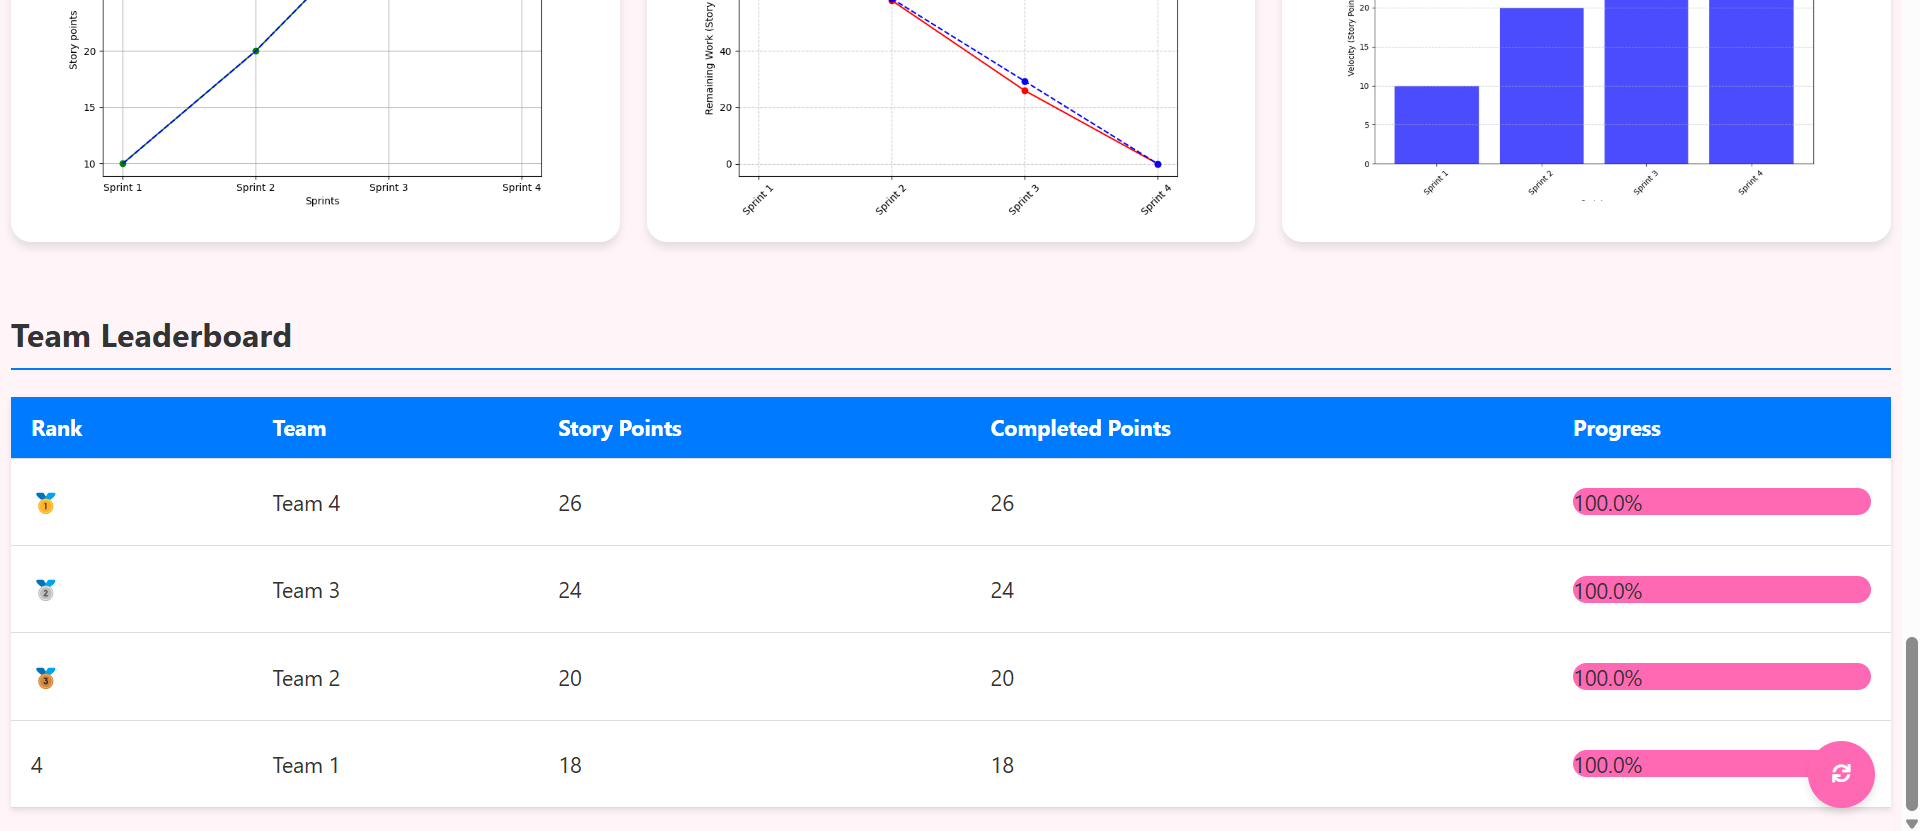 Story points
20
15
10
Sprint 1 Sprint 2 Sprint 3 Sprint 4
Sprints
Remaining Work (Story
40
20
0
Sprint 1 Sprint 2 Sprint 3 Sprint 4
Velocity (Story Poin
20
15
10
5
0
Sprint 1 Sprint 2 Sprint 3 Sprint 4
Team Leaderboard
Rank Team Story Points Completed Points Progress
1 Team 4 26 26 100.0%
2 Team 3 24 24 100.0%
3 Team 2 20 20 100.0%
4 Team 1 18 18 100.0%